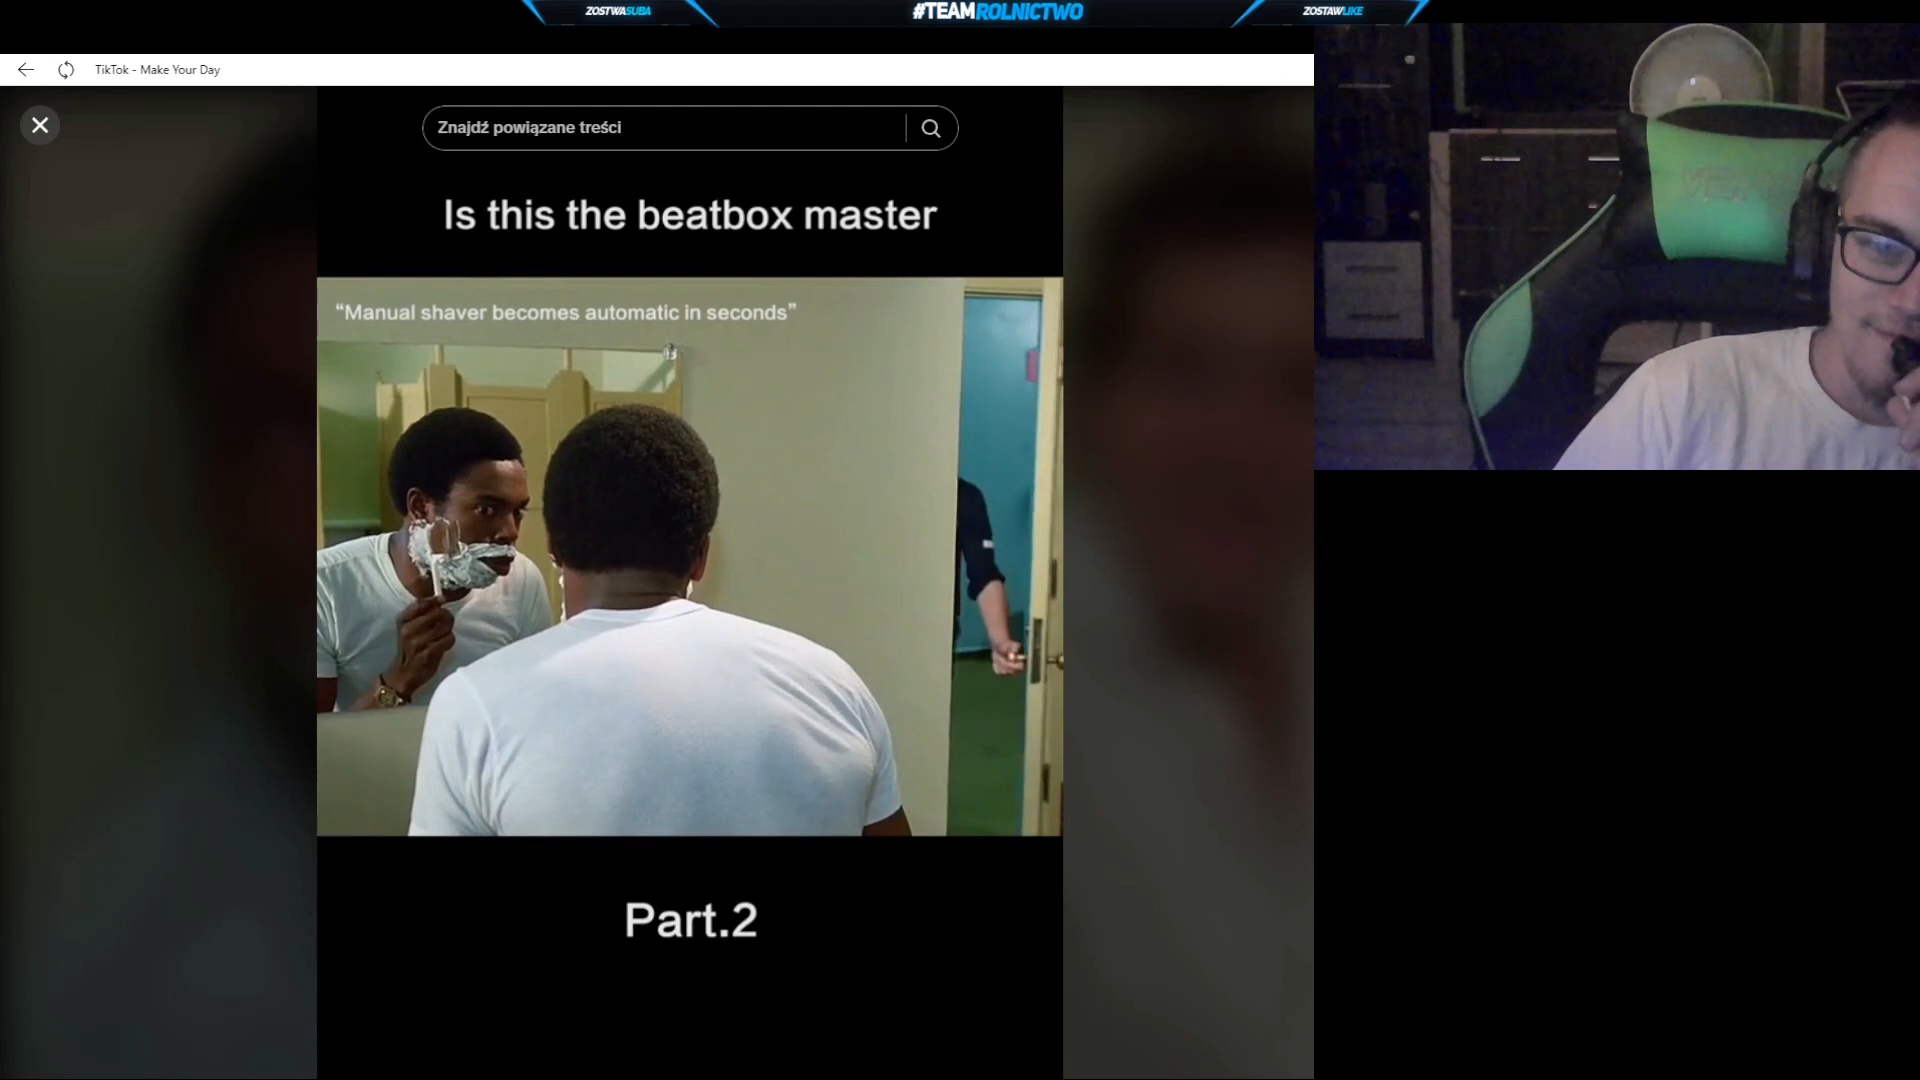 ZOSTWASUBA
#TEAMROLNICTWO
ZOSTAWLIKE
TikTok - Make Your Day
Znajdź powiązane treści
Is this the beatbox master
“Manual shaver becomes automatic in seconds”
Part.2